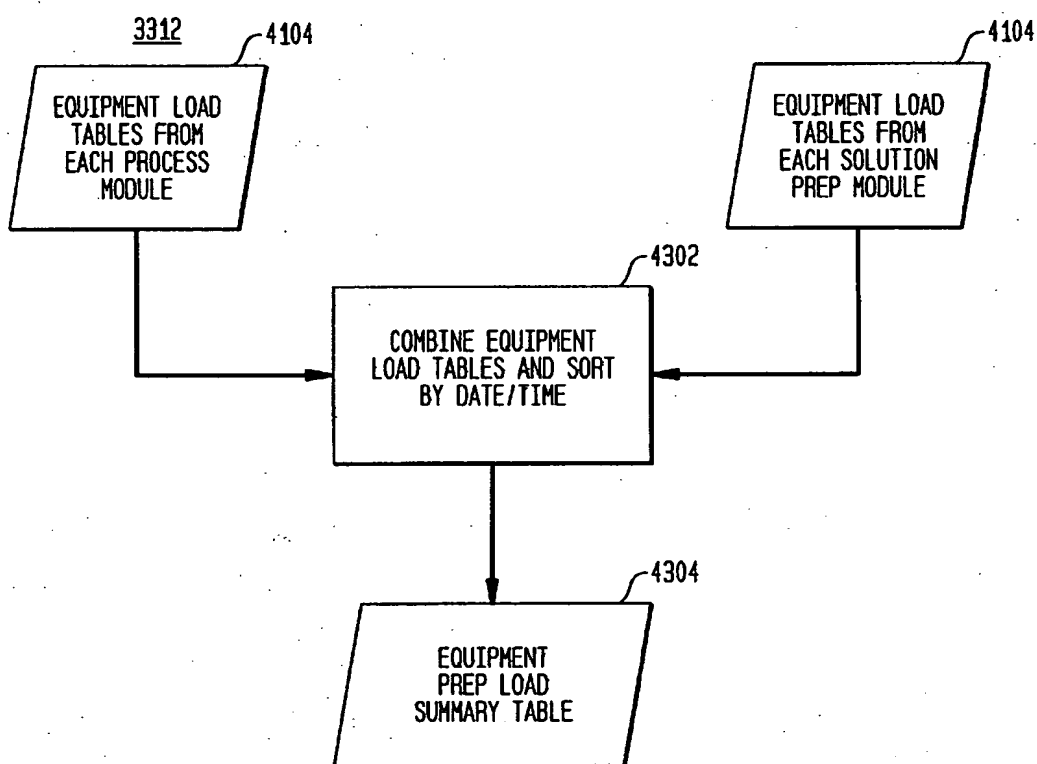 3312
4104
EQUIPMENT LOAD
TABLES FROM
EACH PROCESS
MODULE
4104
EQUIPMENT LOAD
TABLES FROM
EACH SOLUTION
PREP MODULE
4302
COMBINE EQUIPMENT
LOAD TABLES AND SORT
BY DATE/TIME
4304
EQUIPMENT
PREP LOAD
SUMMARY TABLE